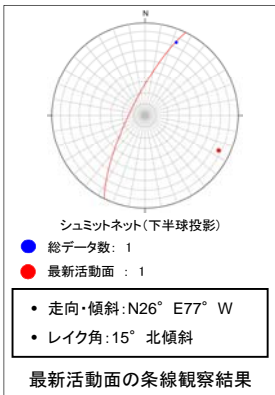 N
シュミットネット(下半球投影)
総データ数: 1
最新活動面 : 1
• 走向・傾斜:N26° E77° W
• レイク角:15° 北傾斜
最新活動面の条線観察結果